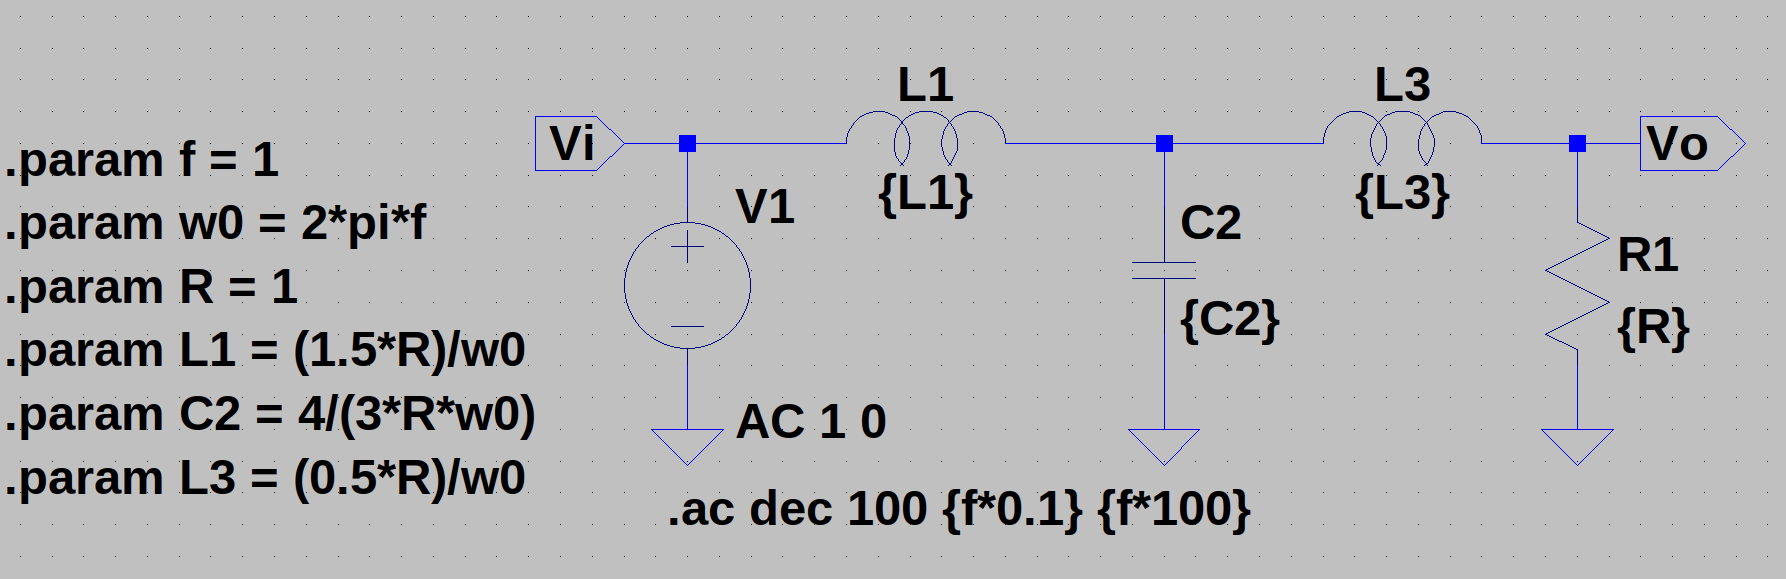 .param f = 1
.param w0 = 2*pi*f
.param R = 1
.param L1 = (1.5*R)/w0
.param C2 = 4/(3*R*w0)
.param L3 = (0.5*R)/w0
Vi
V1
AC 1 0
L1
{L1}
C2
{C2}
L3
{L3}
Vo
R1
{R}
.ac dec 100 {f*0.1} {f*100}